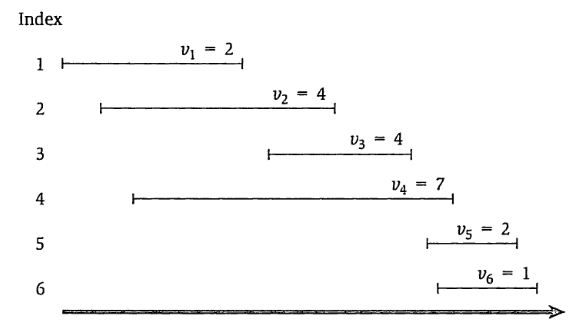 Index
1 v₁ = 2
2 v₂ = 4
3 v₃ = 4
4 v₄ = 7
5 v₅ = 2
6 v₆ = 1